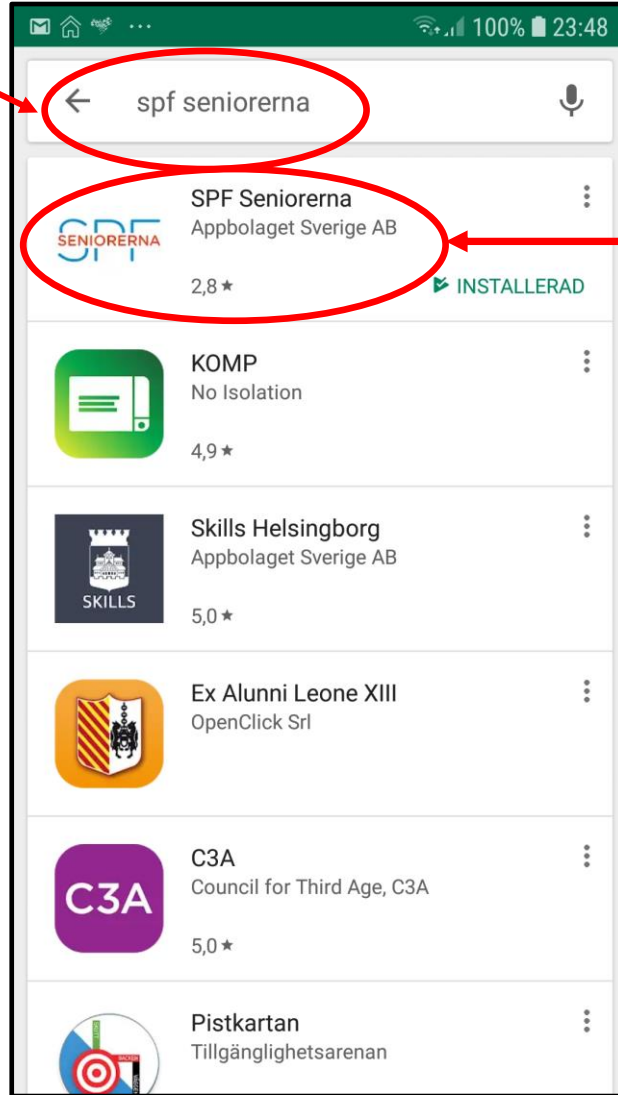 100% 23:48
spf seniorerna
SPF
SENIORERNA
SPF Seniorerna
Appbolaget Sverige AB
2,8 ★
INSTALLERAD
KOMP
No Isolation
4,9 ★
SKILLS
Skills Helsingborg
Appbolaget Sverige AB
5,0 ★
Ex Alunni Leone XIII
OpenClick Srl
C3A
C3A
Council for Third Age, C3A
5,0 ★
Pistkartan
Tillgänglighetsarenan